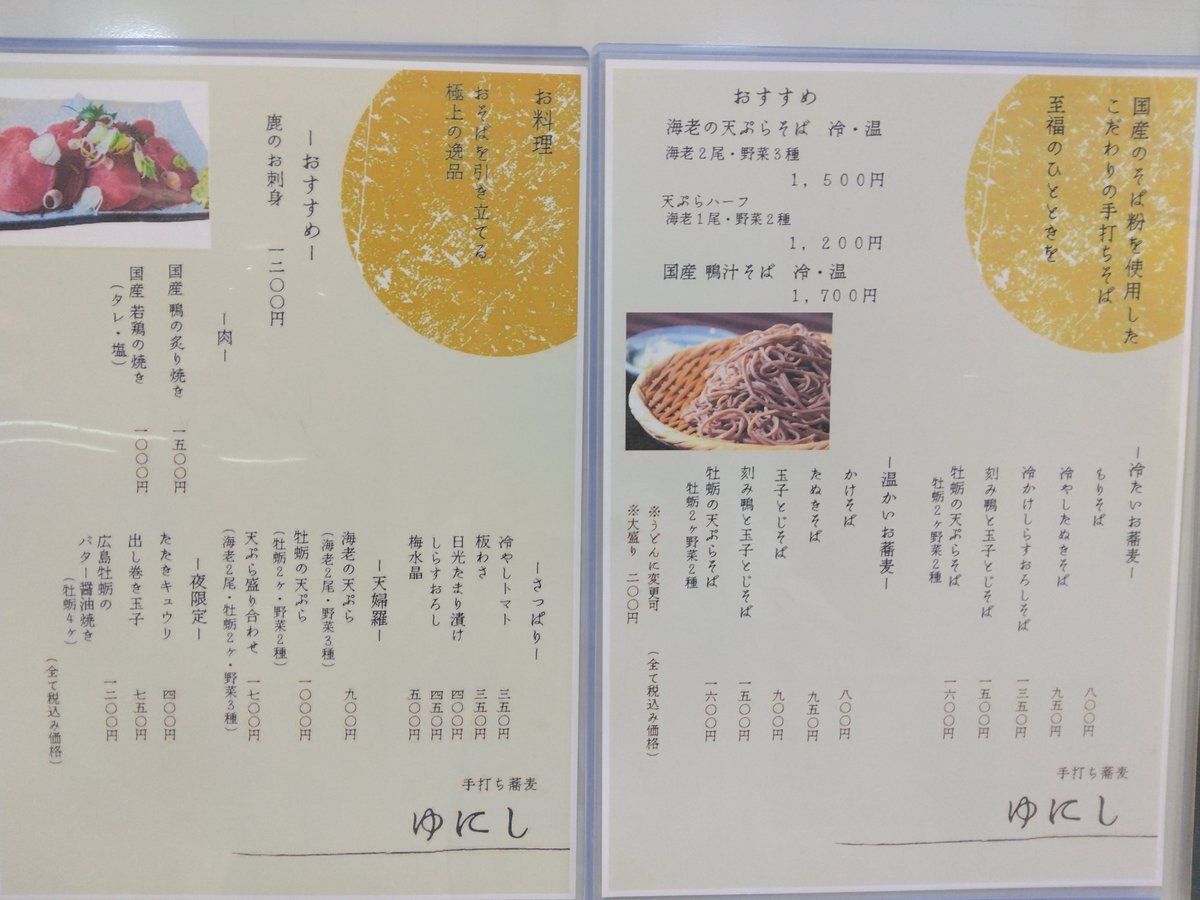 国産のそば粉を使用した
こだわりの手打ちそば
至福のひとときを
おすすめ
海老の天ぷらそば 冷・温
海老2尾・野菜3種
1,500円
天ぷらハーフ
海老1尾・野菜2種
1,200円
国産 鴨汁そば 冷・温
1,700円
ー冷たいお蕎麦ー
もりそば 八〇〇円
冷やしたぬきそば 九五〇円
冷かけしらすおろしそば 一三五〇円
刻み鴨と玉子とじそば 一五〇〇円
牡蛎の天ぷらそば 一六〇〇円
牡蛎2ヶ野菜2種
ー温かいお蕎麦ー
かけそば 八〇〇円
たぬきそば 九五〇円
玉子とじそば 九〇〇円
刻み鴨と玉子とじそば 一五〇〇円
牡蛎の天ぷらそば 一六〇〇円
牡蛎2ヶ野菜2種
※うどんに変更可
※大盛り 二〇〇円
(全て税込み価格)
手打ち蕎麦
ゆにし
お料理
おそばを引き立てる
極上の逸品
ーおすすめー
鹿のお刺身 一二〇〇円
ー肉ー
国産 鴨の炙り焼き 一五〇〇円
国産 若鶏の焼き 一〇〇〇円
(タレ・塩)
ーさっぱりー
冷やしトマト 三五〇円
板わさ 三五〇円
日光たまり漬け 四〇〇円
しらすおろし 四五〇円
梅水晶 五〇〇円
ー天婦羅ー
海老の天ぷら 九〇〇円
(海老2尾・野菜3種)
牡蛎の天ぷら 一〇〇〇円
(牡蛎2ヶ・野菜2種)
天ぷら盛り合わせ 一七〇〇円
(海老2尾・牡蛎2ヶ・野菜3種)
ー夜限定ー
たたきキュウリ 四〇〇円
出し巻き玉子 七五〇円
広島牡蛎の
バター醤油焼き 一二〇〇円
(牡蛎4ヶ)
(全て税込み価格)
手打ち蕎麦
ゆにし